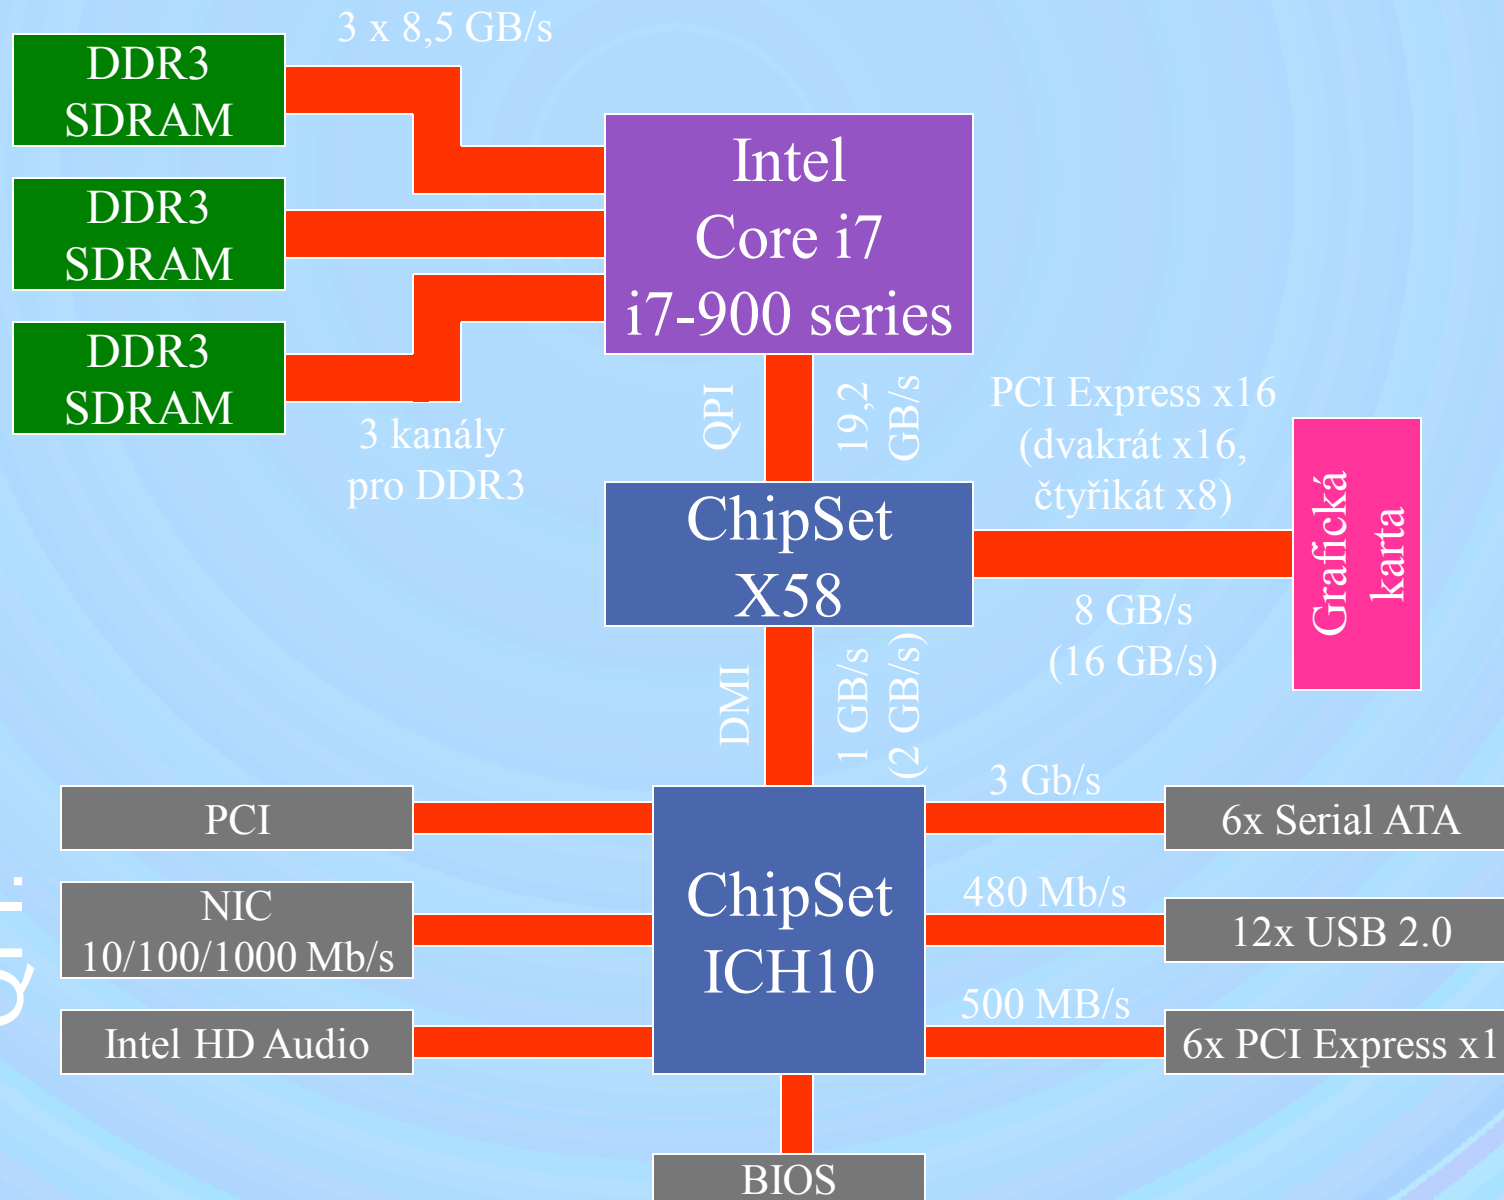 3 x 8,5 GB/s
DDR3
SDRAM
DDR3
SDRAM
DDR3
SDRAM
3 kanály
pro DDR3
Intel
Core i7
i7-900 series
QPI
19,2
GB/s
PCI Express x16
(dvakrát x16,
čtyřikát x8)
Grafická
karta
ChipSet
X58
8 GB/s
(16 GB/s)
DMI
1 GB/s
(2 GB/s)
PCI
NIC
10/100/1000 Mb/s
Intel HD Audio
ChipSet
ICH10
3 Gb/s
6x Serial ATA
480 Mb/s
12x USB 2.0
500 MB/s
6x PCI Express x1
BIOS